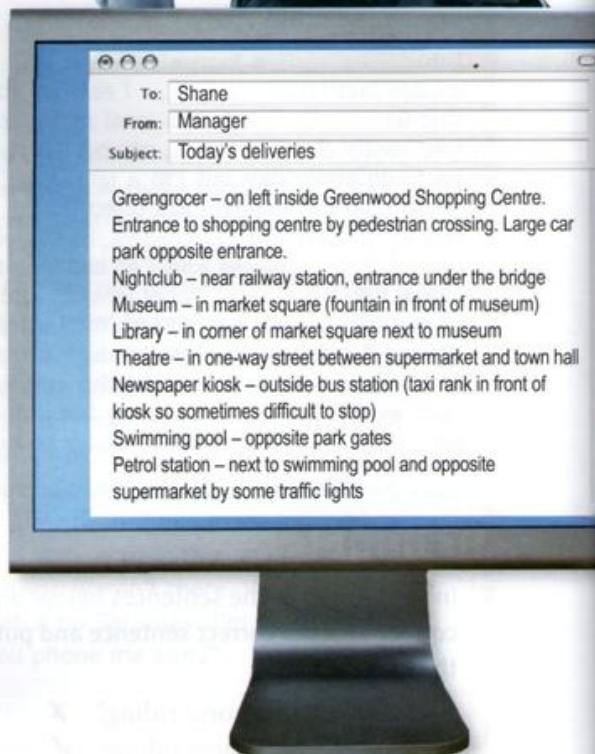 To: Shane
From: Manager
Subject: Today's deliveries
Greengrocer – on left inside Greenwood Shopping Centre.
Entrance to shopping centre by pedestrian crossing. Large car
park opposite entrance.
Nightclub – near railway station, entrance under the bridge
Museum – in market square (fountain in front of museum)
Library – in corner of market square next to museum
Theatre – in one-way street between supermarket and town hall
Newspaper kiosk – outside bus station (taxi rank in front of
kiosk so sometimes difficult to stop)
Swimming pool – opposite park gates
Petrol station – next to swimming pool and opposite
supermarket by some traffic lights